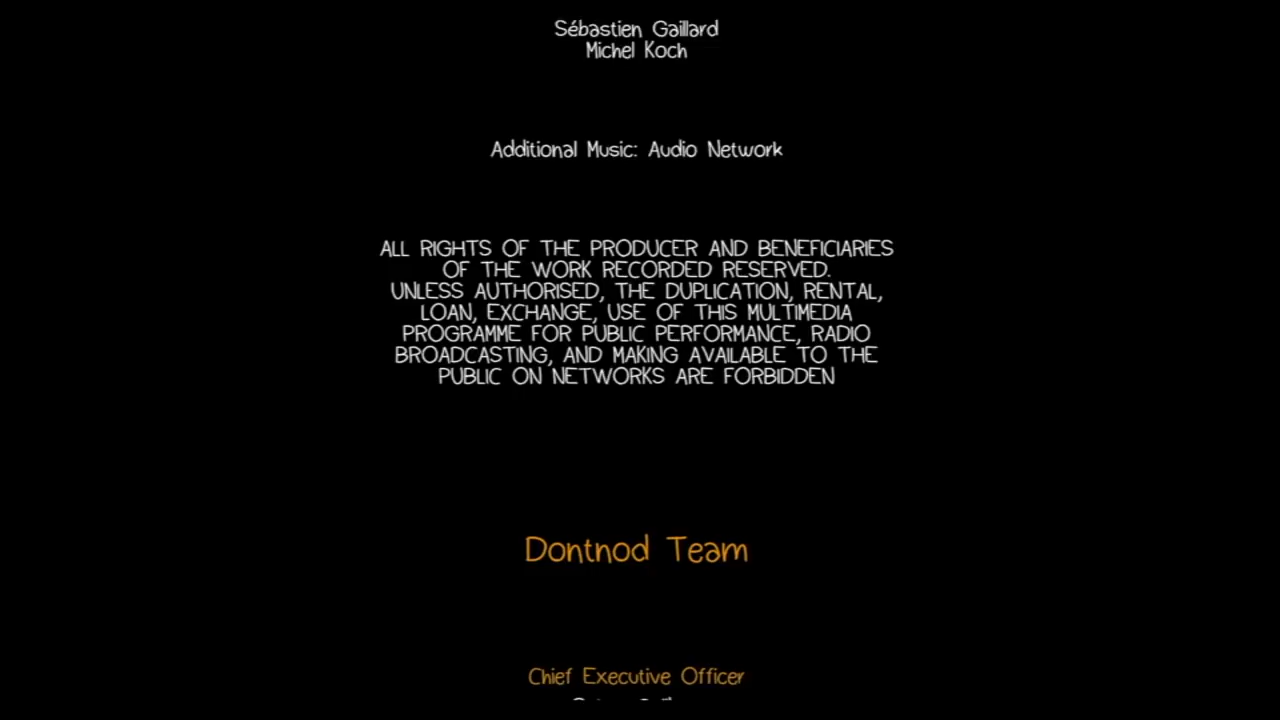 Sébastien Gaillard
Michel Koch
Additional Music: Audio Network
ALL RIGHTS OF THE PRODUCER AND BENEFICIARIES
OF THE WORK RECORDED RESERVED.
UNLESS AUTHORISED, THE DUPLICATION, RENTAL,
LOAN, EXCHANGE, USE OF THIS MULTIMEDIA
PROGRAMME FOR PUBLIC PERFORMANCE, RADIO
BROADCASTING, AND MAKING AVAILABLE TO THE
PUBLIC ON NETWORKS ARE FORBIDDEN
Dontnod Team
Chief Executive Officer